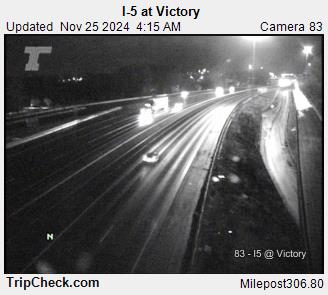 I-5 at Victory
Updated Nov 25 2024 4:15 AM Camera 83
T
N
83 - I5 @ Victory
TripCheck.com Milepost306.80